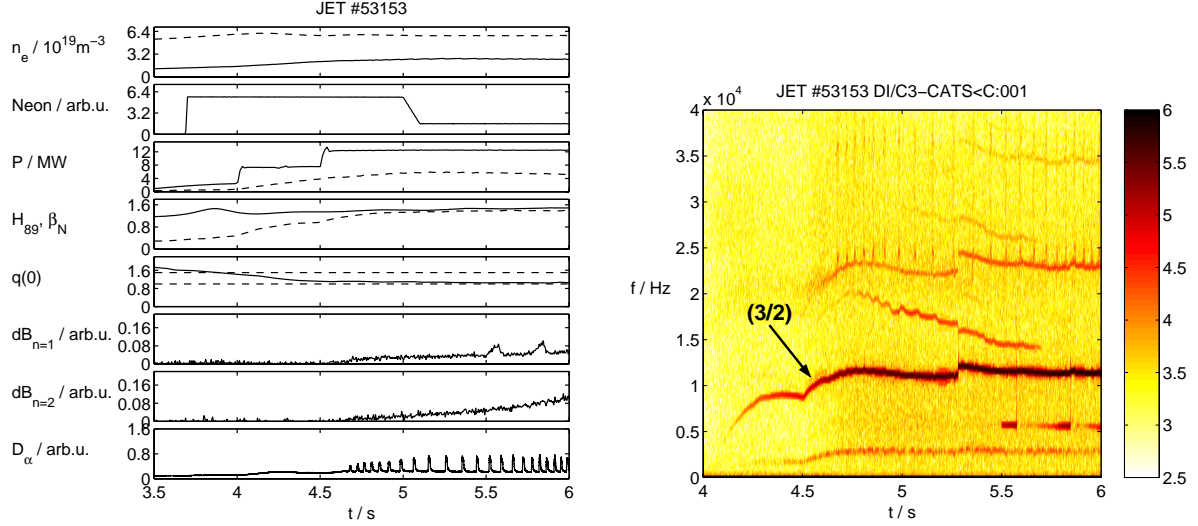 JET #53153
n_e / 10^19 m^−3
6.4
3.2
0
Neon / arb.u.
6.4
3.2
0
P / MW
12
8
4
0
H_89, β_N
1.6
0.8
0
q(0)
1.6
0.8
0
dB_n=1 / arb.u.
0.16
0.08
0
dB_n=2 / arb.u.
0.16
0.08
0
D_α / arb.u.
1.6
0.8
0
3.5 4 4.5 5 5.5 6
t / s
JET #53153 DI/C3−CATS<C:001
x 10^4
4
3.5
3
2.5
2
1.5
1
0.5
0
f / Hz
(3/2)
4 4.5 5 5.5 6
t / s
6
5.5
5
4.5
4
3.5
3
2.5